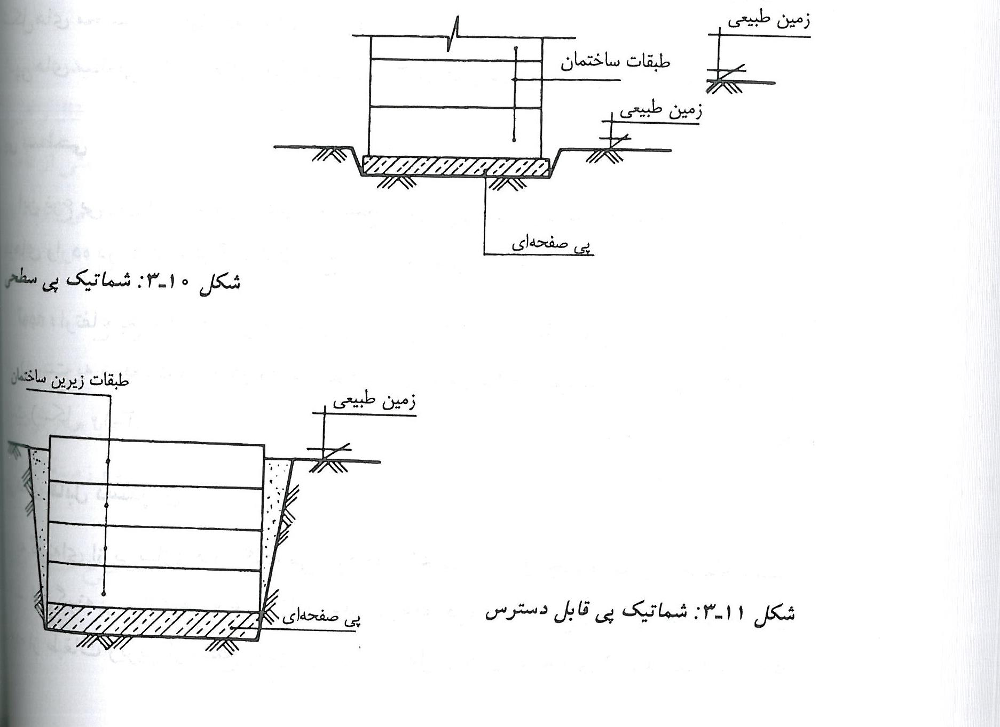 زمین طبیعی
طبقات ساختمان
زمین طبیعی
پی صفحه‌ای
شکل ۱۰-۳: شماتیک پی سطحی
طبقات زیرین ساختمان
زمین طبیعی
پی صفحه‌ای
شکل ۱۱-۳: شماتیک پی قابل دسترس